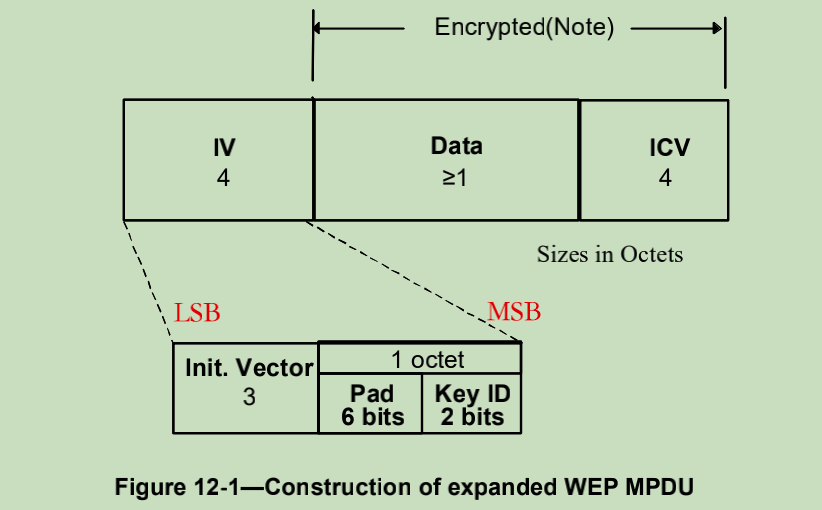 Encrypted(Note)
IV
4
Data
≥1
ICV
4
Sizes in Octets
LSB
MSB
Init. Vector
3
1 octet
Pad
6 bits
Key ID
2 bits
Figure 12-1—Construction of expanded WEP MPDU